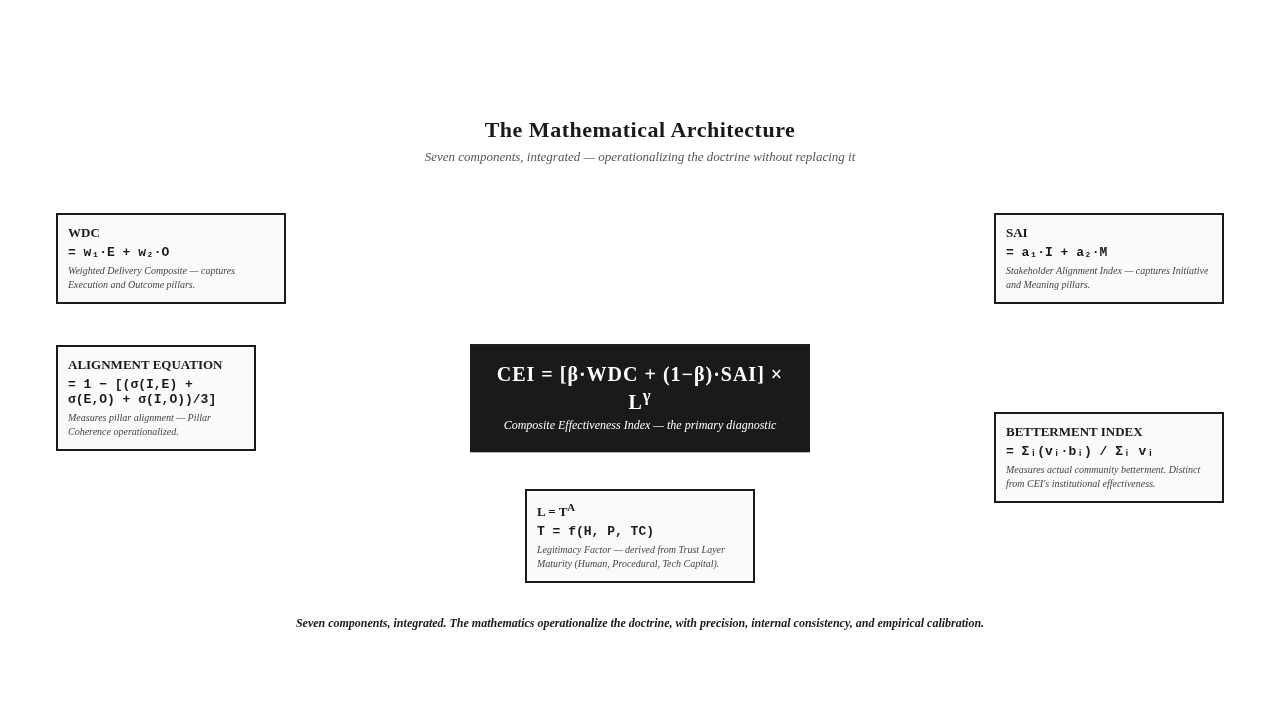 The Mathematical Architecture
Seven components, integrated — operationalizing the doctrine without replacing it
WDC
= w₁·E + w₂·O
Weighted Delivery Composite — captures
Execution and Outcome pillars.
SAI
= a₁·I + a₂·M
Stakeholder Alignment Index — captures Initiative
and Meaning pillars.
ALIGNMENT EQUATION
= 1 − [(σ(I,E) +
σ(E,O) + σ(I,O))/3]
Measures pillar alignment — Pillar
Coherence operationalized.
CEI = [β·WDC + (1−β)·SAI] ×
Lᵞ
Composite Effectiveness Index — the primary diagnostic
BETTERMENT INDEX
= Σᵢ(vᵢ·bᵢ) / Σᵢ vᵢ
Measures actual community betterment. Distinct
from CEI's institutional effectiveness.
L = Tᴬ
T = f(H, P, TC)
Legitimacy Factor — derived from Trust Layer
Maturity (Human, Procedural, Tech Capital).
Seven components, integrated. The mathematics operationalize the doctrine, with precision, internal consistency, and empirical calibration.